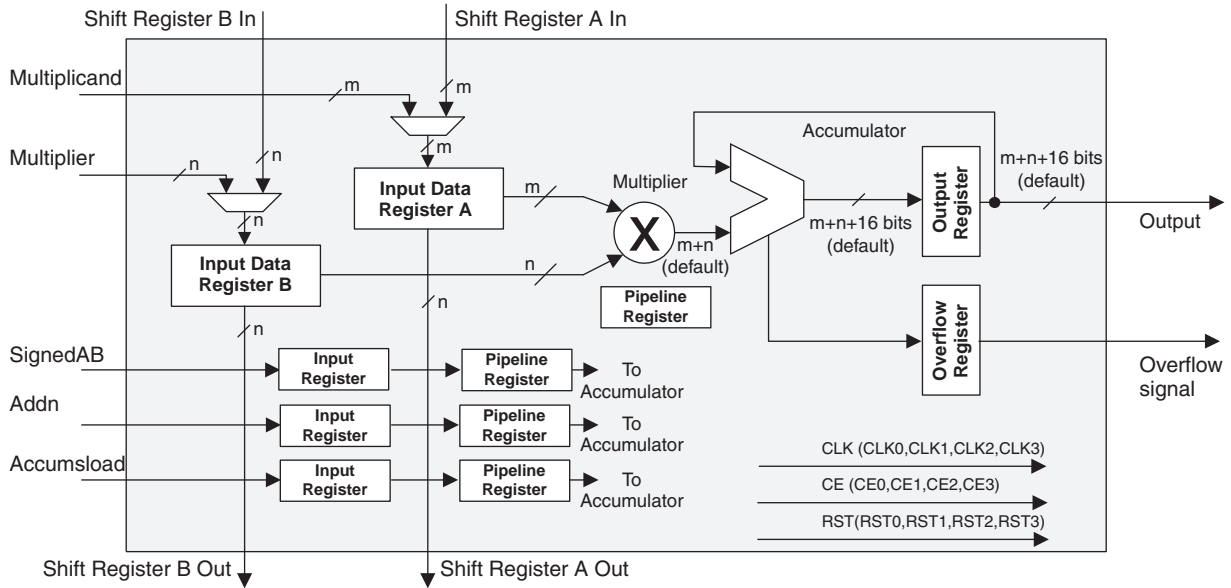 Shift Register B In
Shift Register A In
Multiplicand
m
m
Multiplier
n
n
m
n
Input Data
Register A
m
Input Data
Register B
n
n
n
Multiplier
X
m+n
(default)
Pipeline
Register
Accumulator
m+n+16 bits
(default)
Output
Register
m+n+16 bits
(default)
Output
Overflow
Register
Overflow
signal
SignedAB
Input
Register
Pipeline
Register
To
Accumulator
Addn
Input
Register
Pipeline
Register
To
Accumulator
Accumsload
Input
Register
Pipeline
Register
To
Accumulator
CLK (CLK0,CLK1,CLK2,CLK3)
CE (CE0,CE1,CE2,CE3)
RST(RST0,RST1,RST2,RST3)
Shift Register B Out
Shift Register A Out